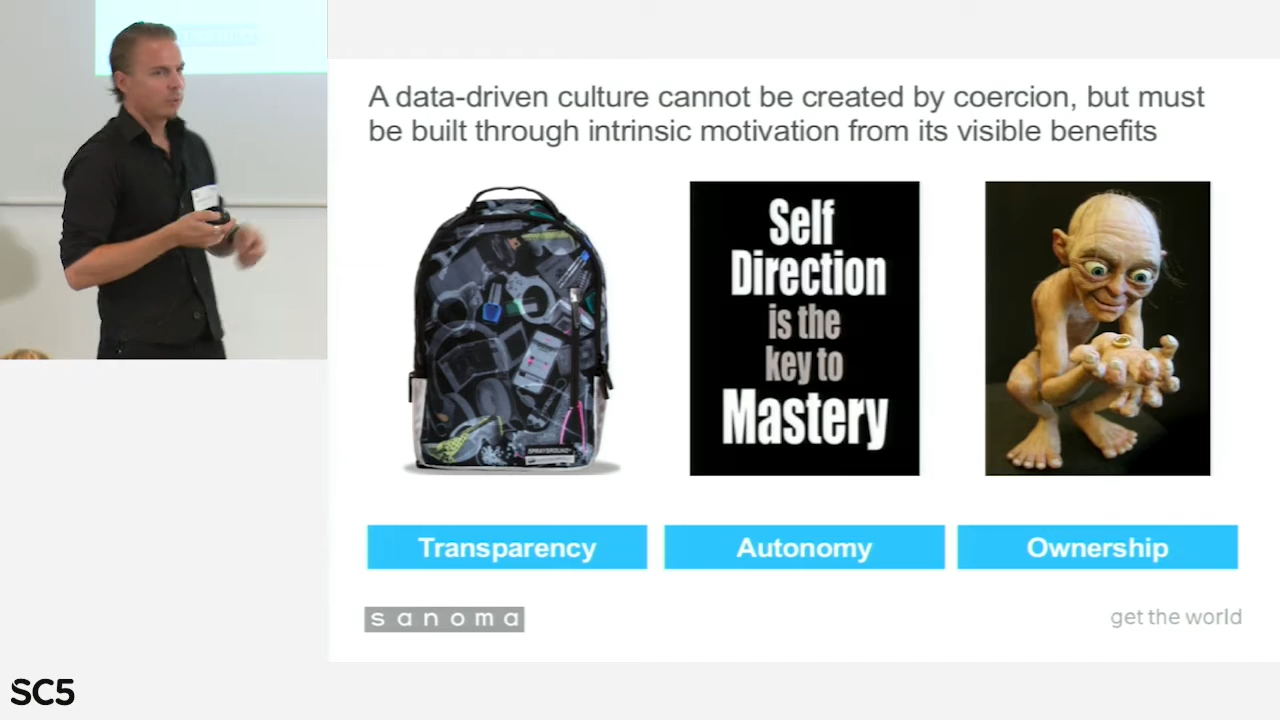 A data-driven culture cannot be created by coercion, but must
be built through intrinsic motivation from its visible benefits
Self
Direction
is the
key to
Mastery
SPRAYGROUND
Transparency
Autonomy
Ownership
sanoma
get the world
SC5